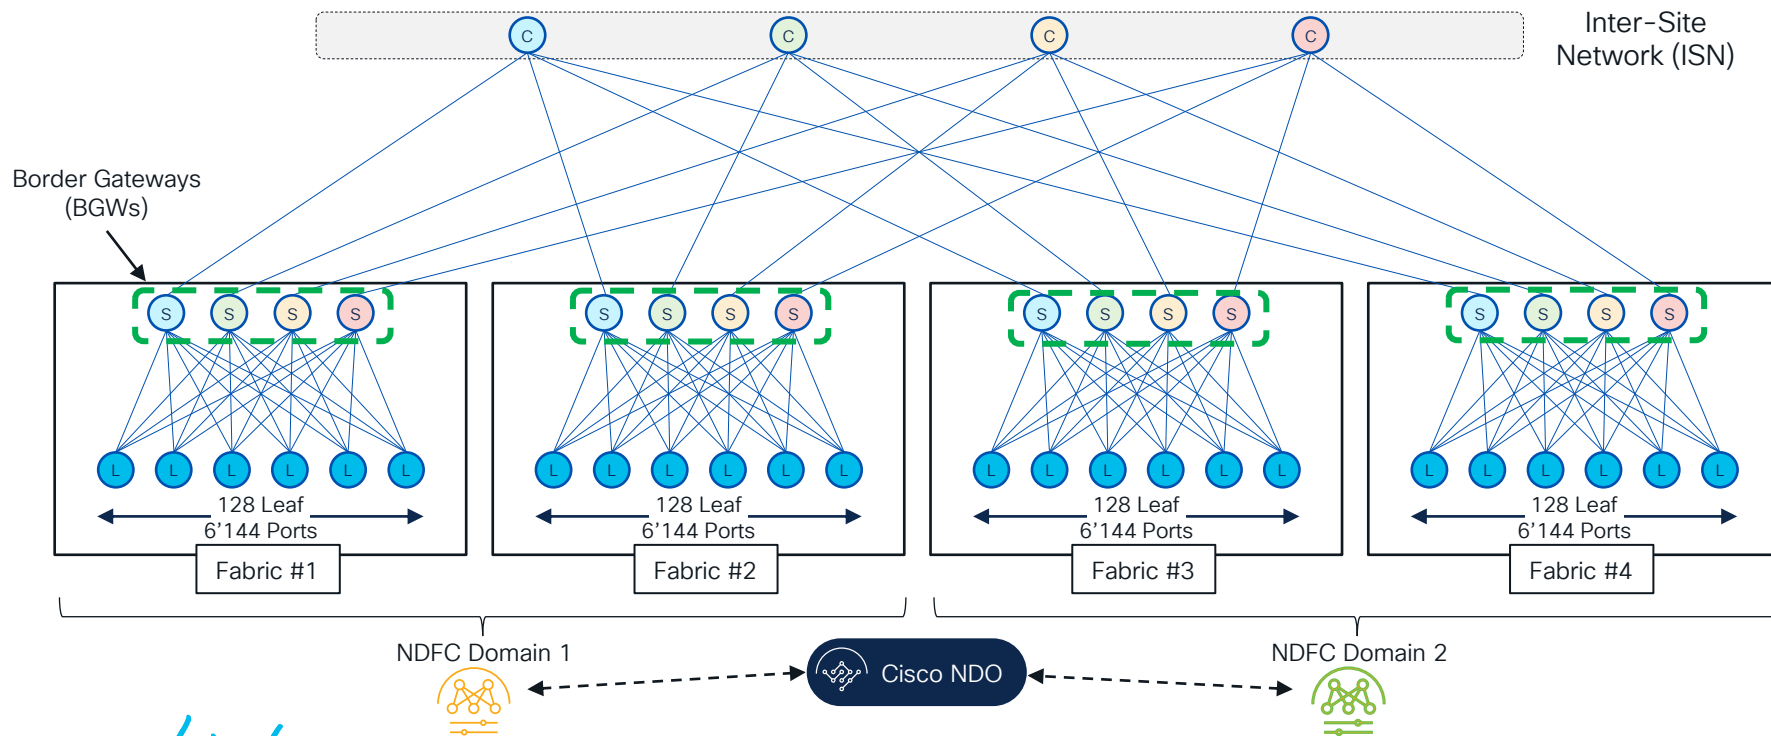 C C C C
Inter-Site
Network (ISN)
Border Gateways
(BGWs)
S S S S S S S S S S S S S S S S
L L L L L L L L L L L L L L L L L L L L L L L L
128 Leaf
6'144 Ports
128 Leaf
6'144 Ports
128 Leaf
6'144 Ports
128 Leaf
6'144 Ports
Fabric #1
Fabric #2
Fabric #3
Fabric #4
NDFC Domain 1
Cisco NDO
NDFC Domain 2